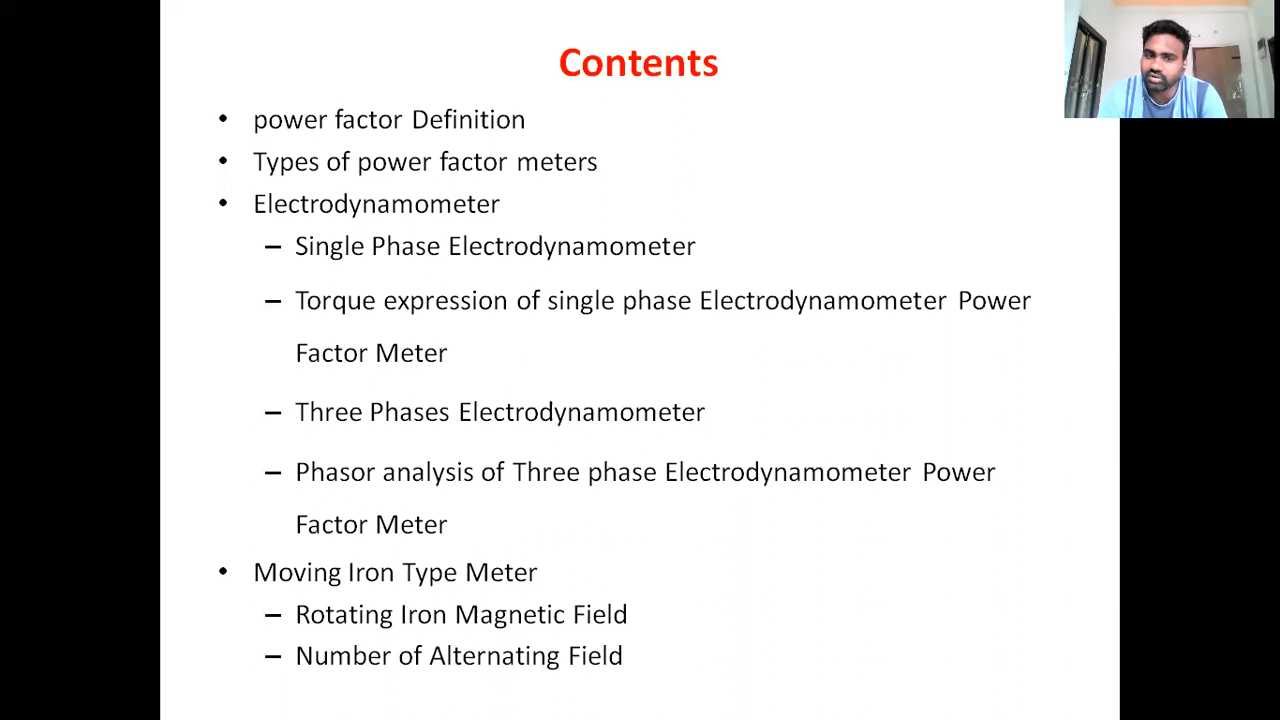 Contents
• power factor Definition
• Types of power factor meters
• Electrodynamometer
– Single Phase Electrodynamometer
– Torque expression of single phase Electrodynamometer Power
Factor Meter
– Three Phases Electrodynamometer
– Phasor analysis of Three phase Electrodynamometer Power
Factor Meter
• Moving Iron Type Meter
– Rotating Iron Magnetic Field
– Number of Alternating Field